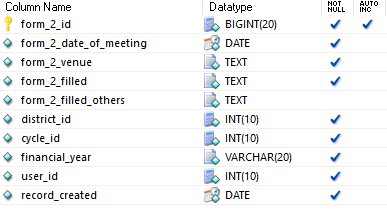 Column Name Datatype NOT NULL AUTO INC
form_2_id BIGINT(20)
form_2_date_of_meeting DATE
form_2_venue TEXT
form_2_filled TEXT
form_2_filled_others TEXT
district_id INT(10)
cycle_id INT(10)
financial_year VARCHAR(20)
user_id INT(10)
record_created DATE